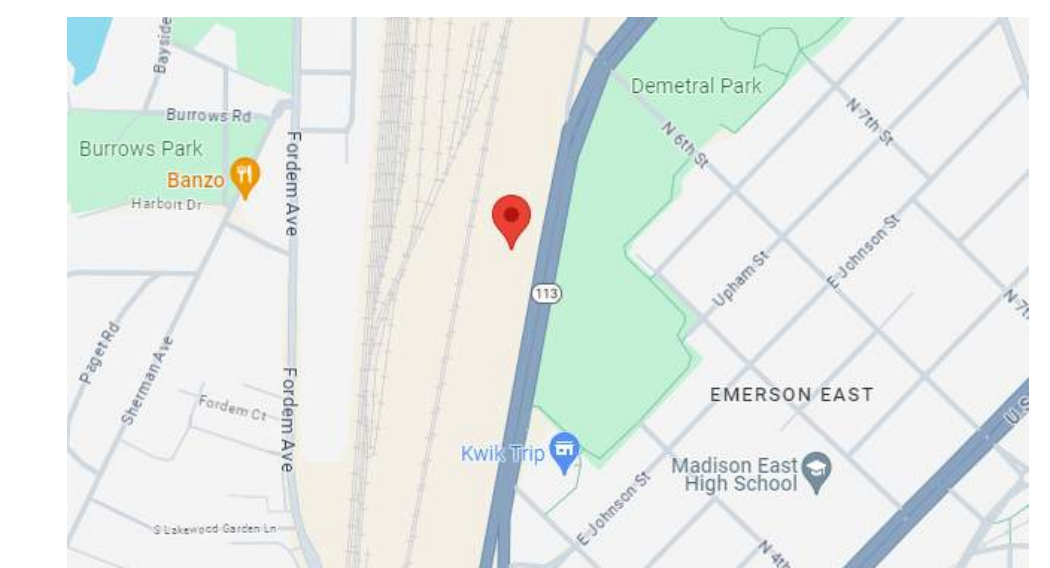 Bayside
Burrows Rd
Burrows Park
Banzo
Harbort Dr
Fordem Ave
Demetral Park
N 6th St
N 7th St
E Johnson St
Upham St
113
N 7th
Paget Rd
Sherman Ave
Fordem Ct
Fordem Ave
EMERSON EAST
U.S
Kwik Trip
Madison East
High School
E Johnson St
S Lakewood Garden Ln
N 4th